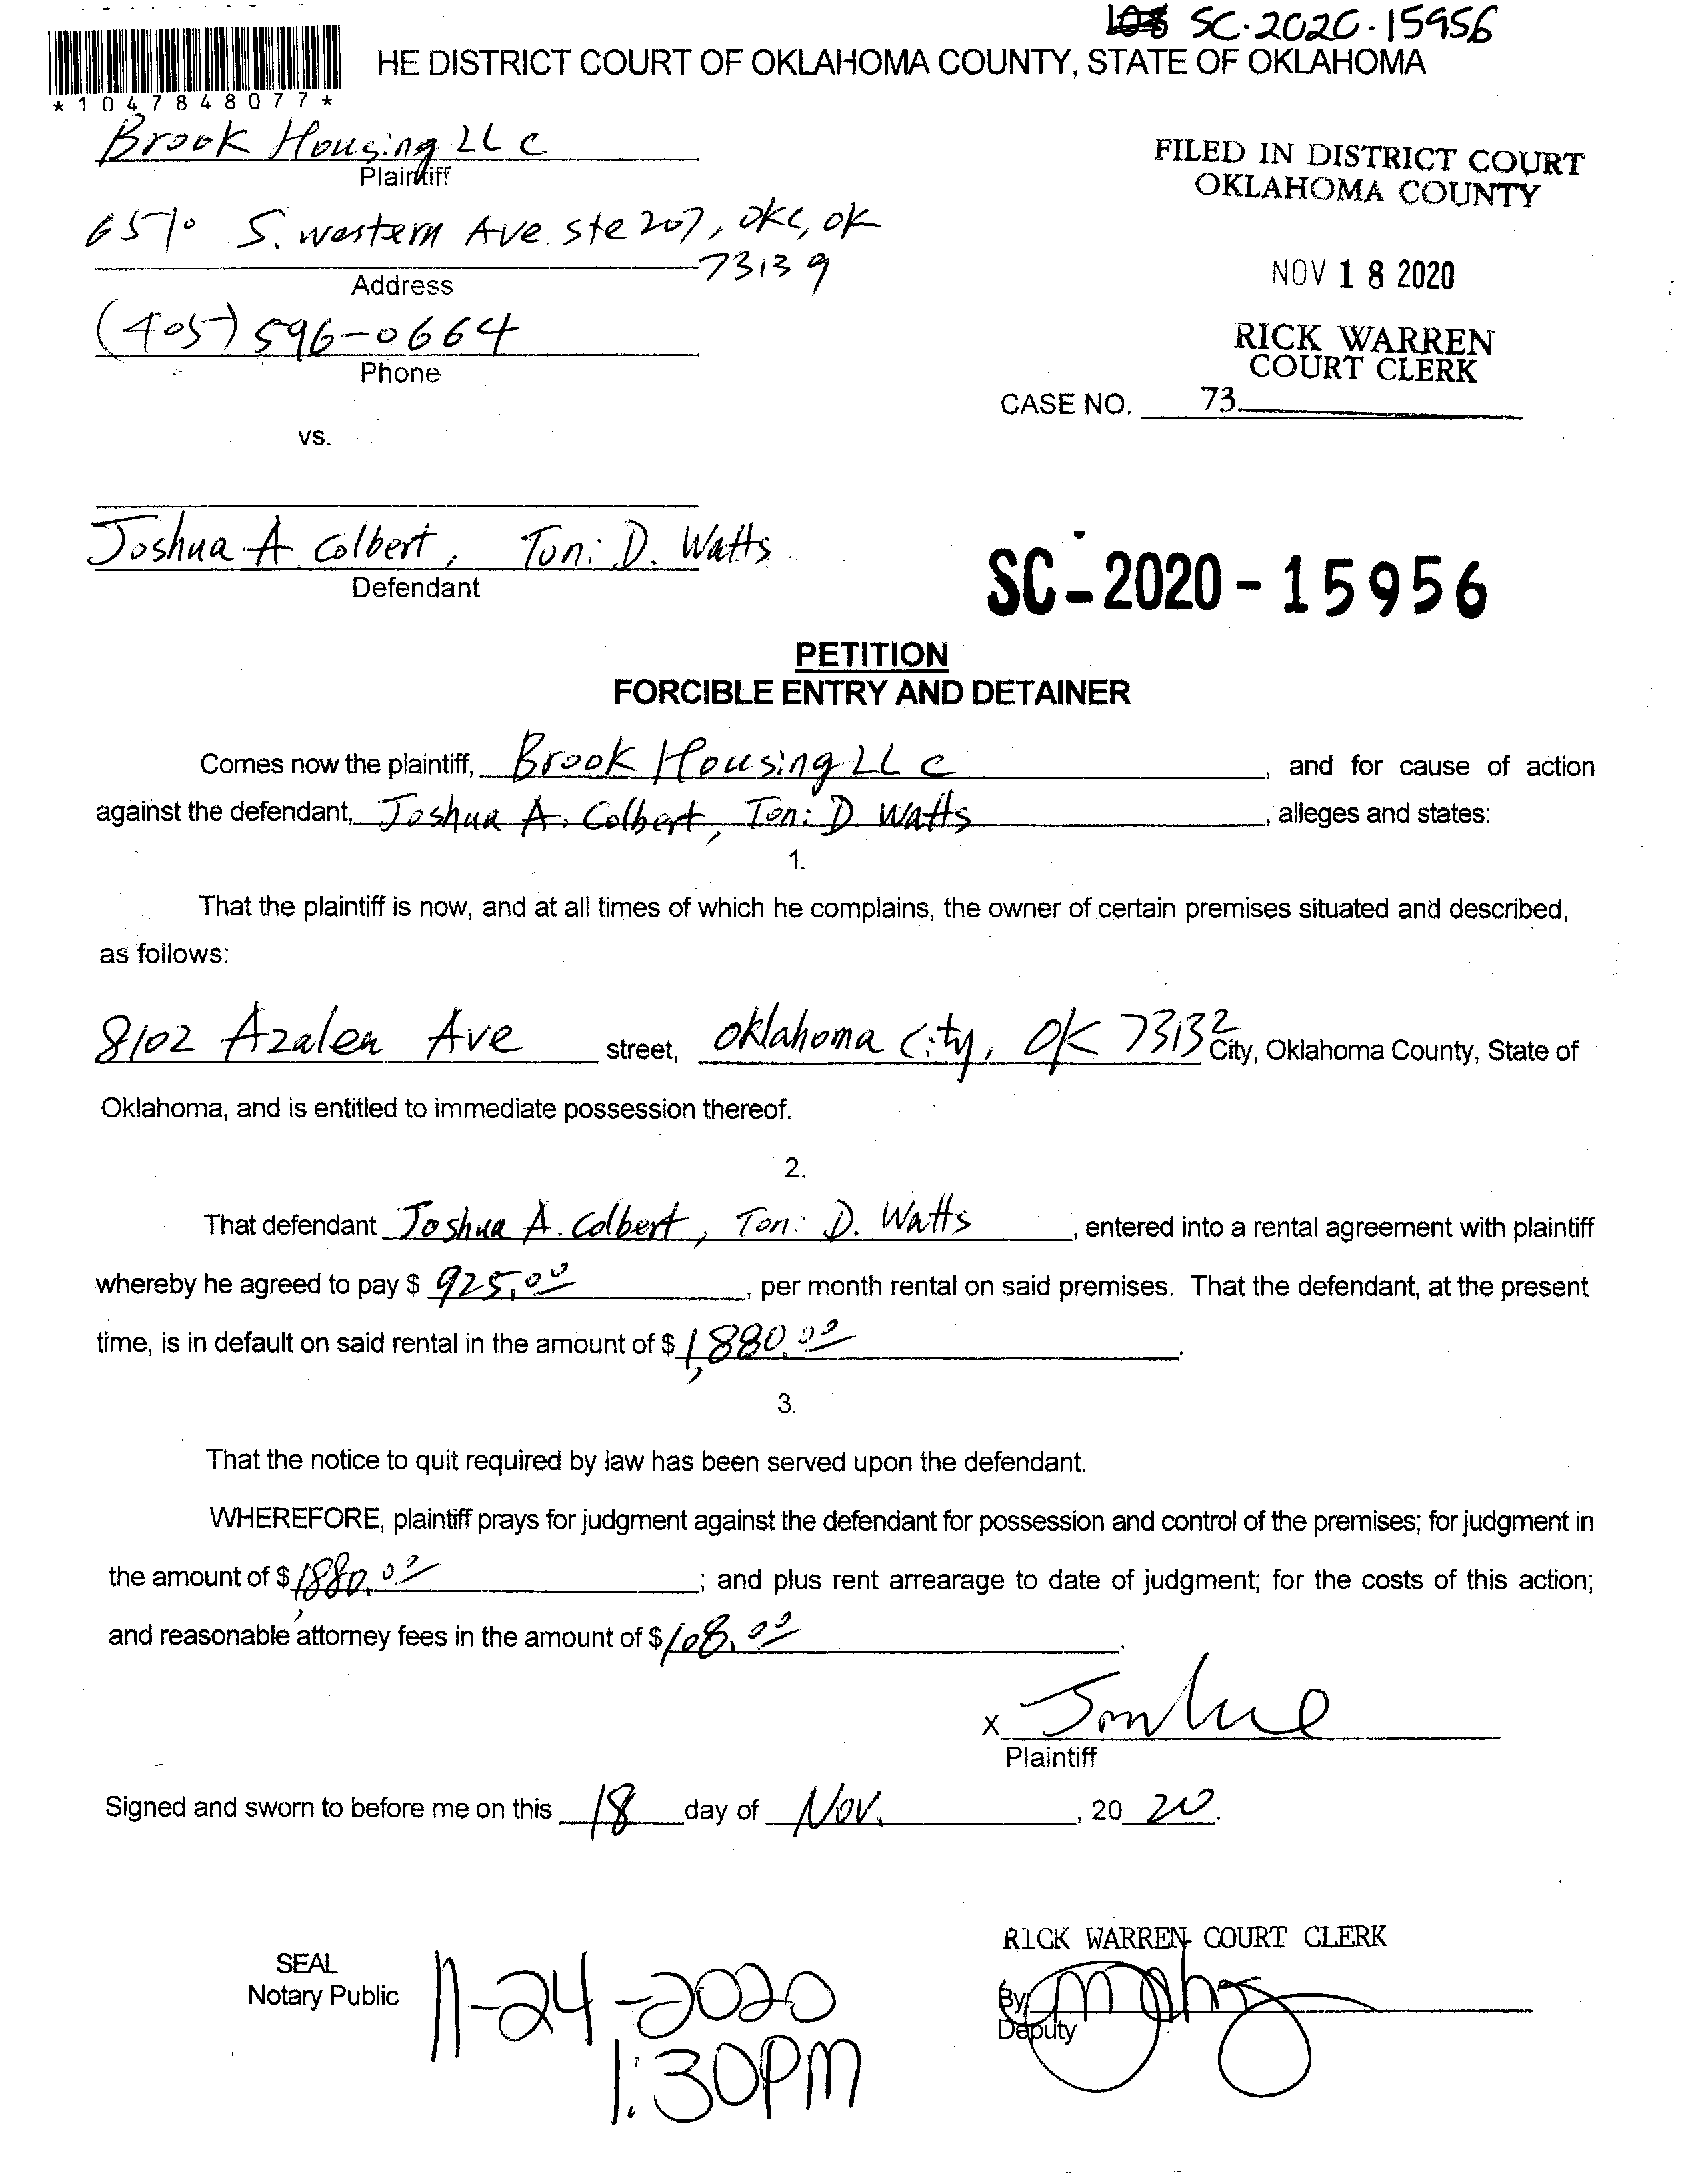 SC-2020-15956
HE DISTRICT COURT OF OKLAHOMA COUNTY, STATE OF OKLAHOMA
*1047848077*
Brook Housing LLC
Plaintiff
FILED IN DISTRICT COURT
OKLAHOMA COUNTY
6510 S. Western Ave. Ste 207, OKC, OK
73139
Address
NOV 18 2020
(405) 596-0664
Phone
RICK WARREN
COURT CLERK
CASE NO. 73
vs.
Joshua A Colbert, Toni D. Watts
Defendant
SC-2020-15956
PETITION
FORCIBLE ENTRY AND DETAINER
Comes now the plaintiff, Brook Housing LLC, and for cause of action
against the defendant, Joshua A. Colbert, Toni D Watts, alleges and states:
1.
That the plaintiff is now, and at all times of which he complains, the owner of certain premises situated and described,
as follows:
8102 Azalea Ave street, Oklahoma City, OK 73132 City, Oklahoma County, State of
Oklahoma, and is entitled to immediate possession thereof.
2.
That defendant Joshua A. Colbert, Toni D. Watts, entered into a rental agreement with plaintiff
whereby he agreed to pay $ 925.00, per month rental on said premises. That the defendant, at the present
time, is in default on said rental in the amount of $ 1,880.00.
3.
That the notice to quit required by law has been served upon the defendant.
WHEREFORE, plaintiff prays for judgment against the defendant for possession and control of the premises; for judgment in
the amount of $ 1,880.00; and plus rent arrearage to date of judgment; for the costs of this action;
and reasonable attorney fees in the amount of $ 108.00.
x
Plaintiff
Signed and sworn to before me on this 18 day of Nov., 20 20.
RICK WARREN COURT CLERK
SEAL
Notary Public
11-24-2020
1:30PM
By
Deputy